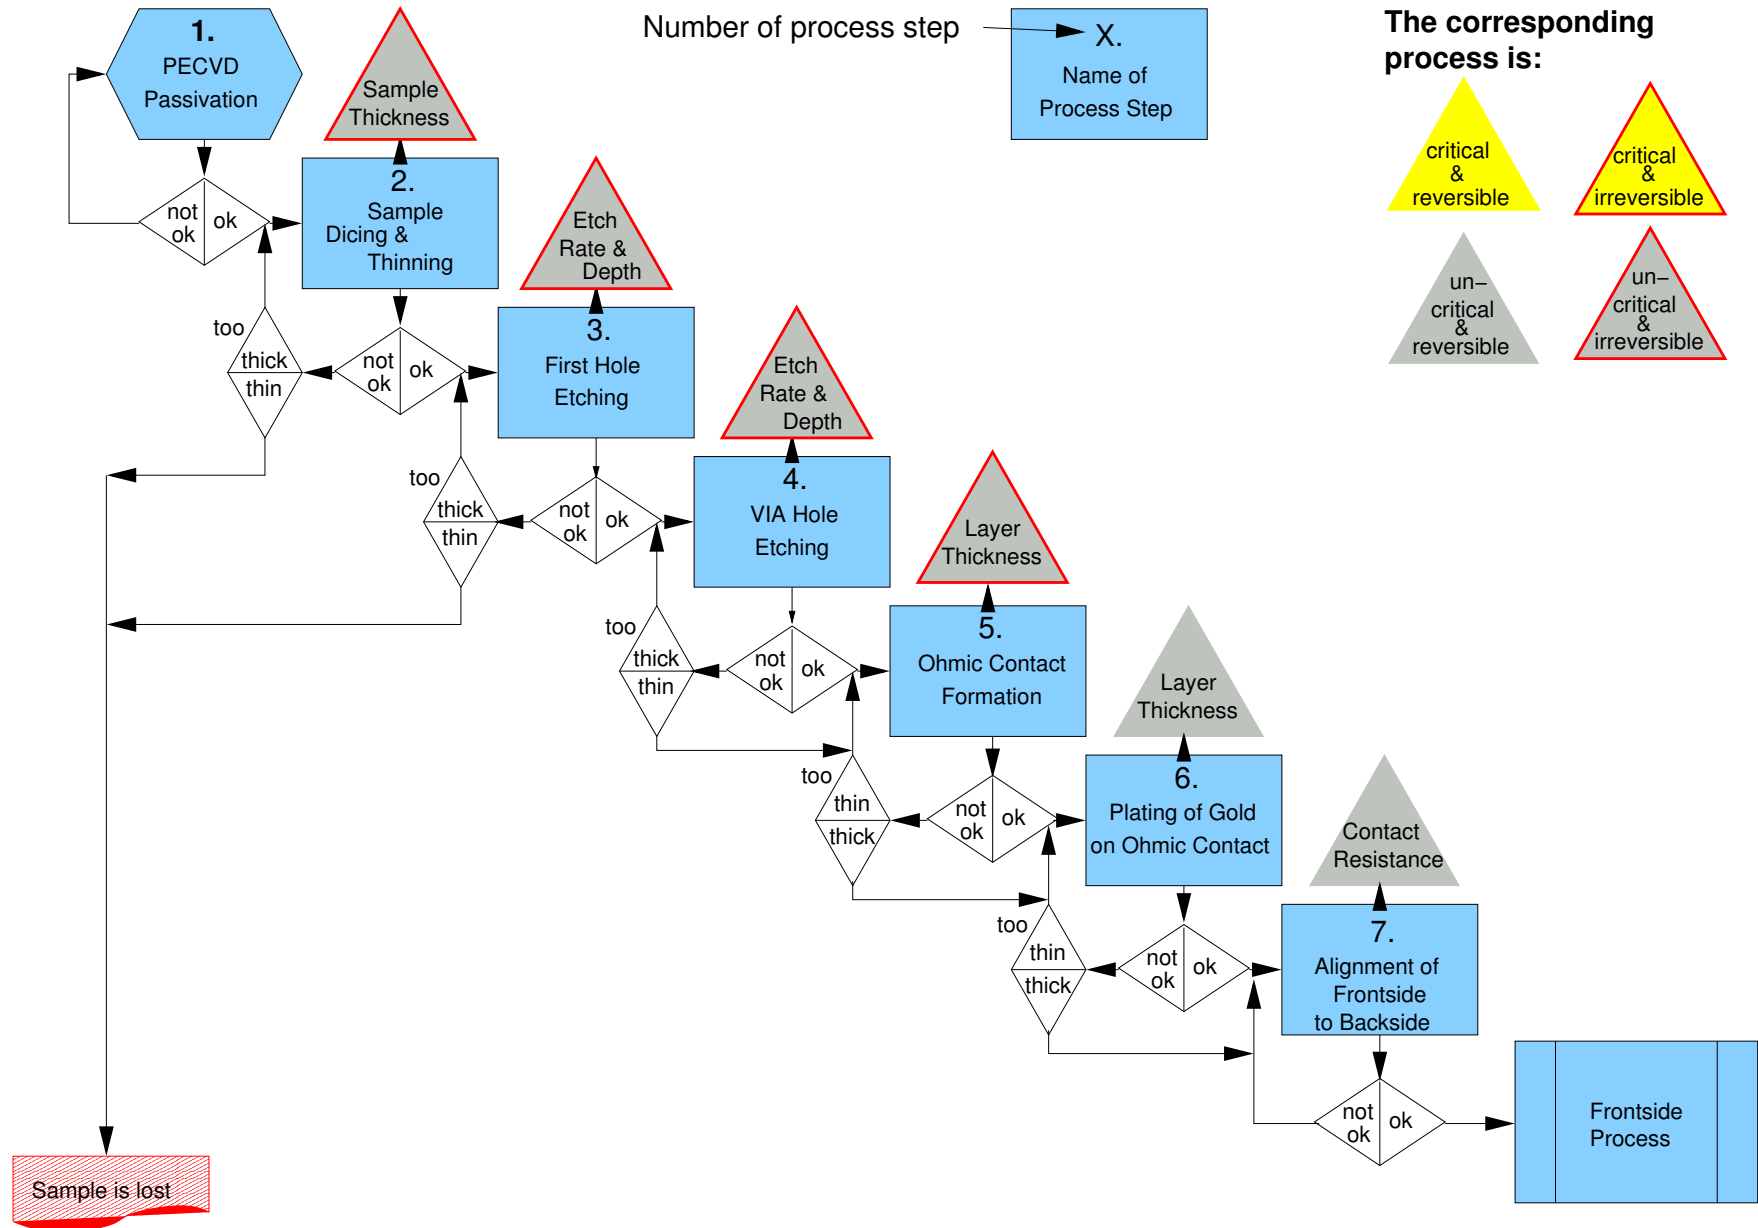 1.
PECVD
Passivation
Number of process step
X.
Name of
Process Step
The corresponding
process is:
critical
&
reversible
critical
&
irreversible
un–
critical
&
reversible
un–
critical
&
irreversible
not
ok
ok
Sample
Thickness
2.
Sample
Dicing &
Thinning
too
thick
thin
not
ok
ok
Etch
Rate &
Depth
3.
First Hole
Etching
too
thick
thin
not
ok
ok
Etch
Rate &
Depth
4.
VIA Hole
Etching
too
thick
thin
not
ok
ok
Layer
Thickness
5.
Ohmic Contact
Formation
too
thin
thick
not
ok
ok
Layer
Thickness
6.
Plating of Gold
on Ohmic Contact
too
thin
thick
not
ok
ok
Contact
Resistance
7.
Alignment of
Frontside
to Backside
not
ok
ok
Frontside
Process
Sample is lost